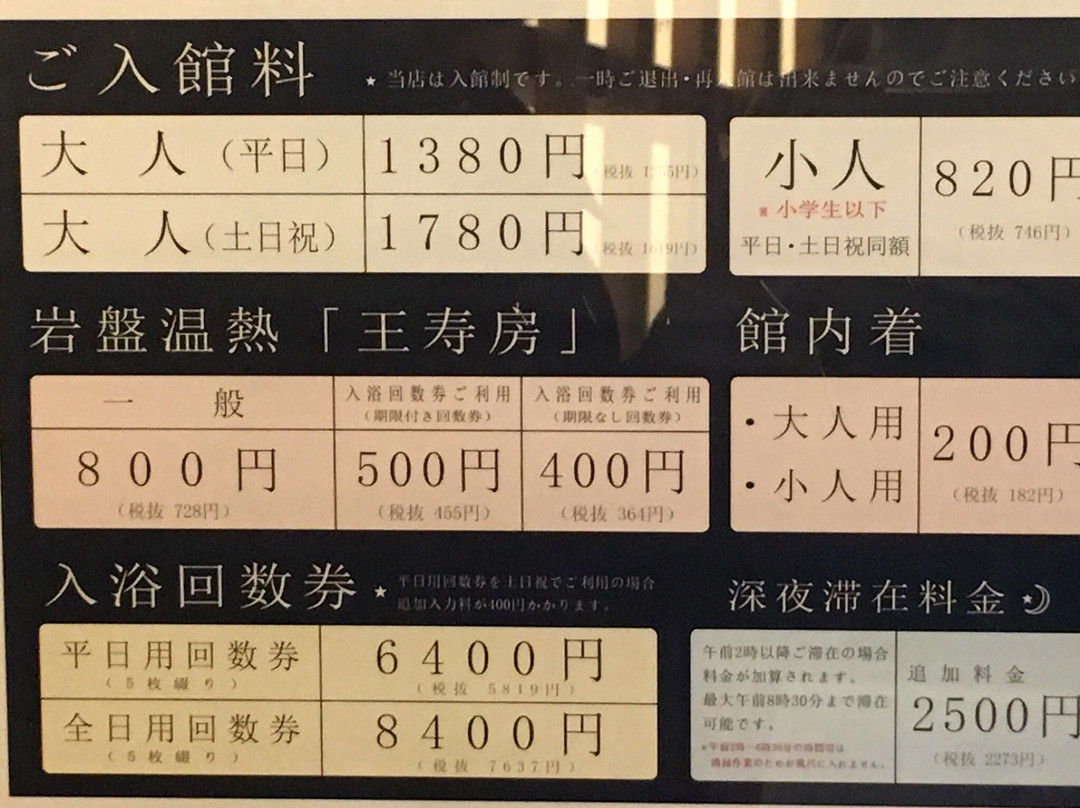 ご入館料
★当店は入館制です。一時ご退出・再入館は出来ませんのでご注意ください
大人（平日）
1380円
大人（土日祝）
1780円
小人
※小学生以下
平日・土日祝同額
820円
（税抜 746円）
岩盤温熱「王寿房」
一般
800円
（税抜 728円）
入浴回数券ご利用
（期限付き回数券）
500円
（税抜 455円）
入浴回数券ご利用
（期限なし回数券）
400円
（税抜 364円）
館内着
・大人用
・小人用
200円
（税抜 182円）
入浴回数券
★平日用回数券を土日祝でご利用の場合
追加入力料が400円かかります。
平日用回数券
（5枚綴り）
6400円
（税抜 5819円）
全日用回数券
（5枚綴り）
8400円
（税抜 7637円）
深夜滞在料金
午前2時以降ご滞在の場合
料金が加算されます。
最大午前8時30分まで滞在
可能です。
清掃作業のためお風呂に入れません。
追加料金
2500円
（税抜 2273円）